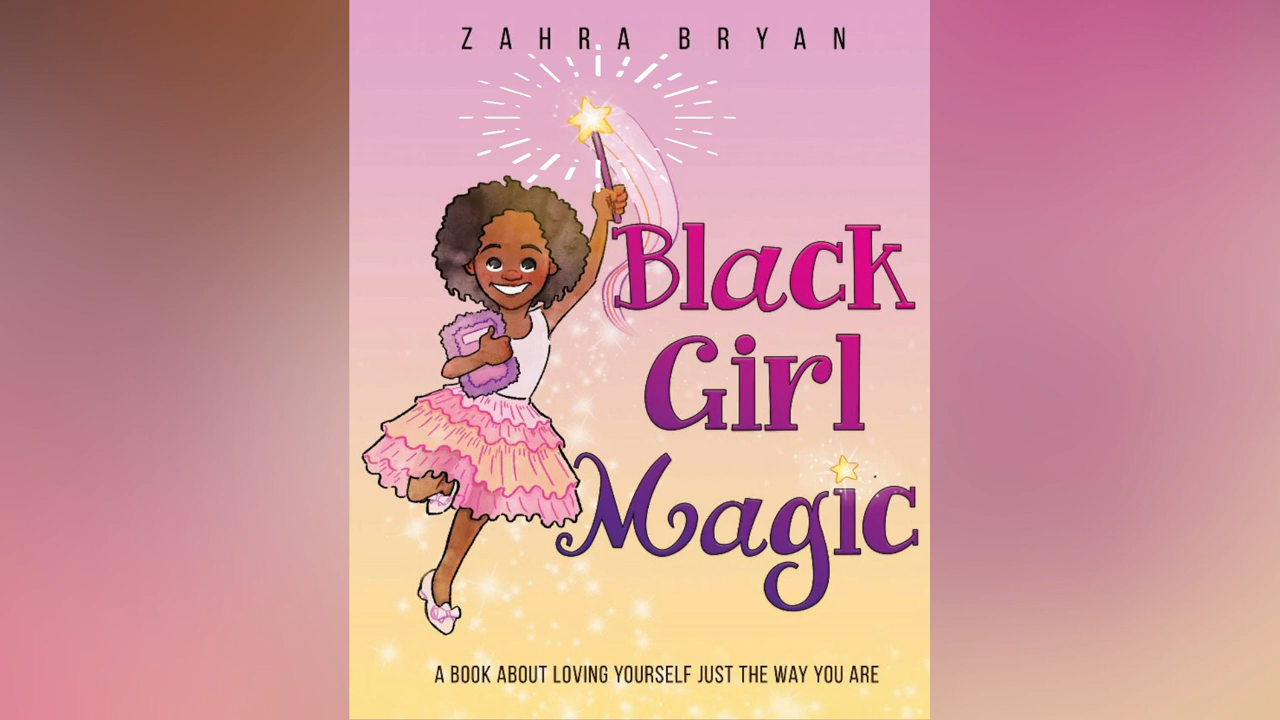 ZAHRA BRYAN
Black
Girl
Magic
A BOOK ABOUT LOVING YOURSELF JUST THE WAY YOU ARE